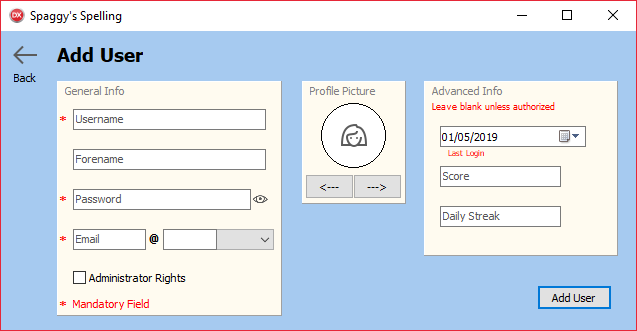 DX Spaggy's Spelling
Back
Add User
General Info
* Username
Forename
* Password
* Email @
Administrator Rights
* Mandatory Field
Profile Picture
<--- --->
Advanced Info
Leave blank unless authorized
01/05/2019
Last Login
Score
Daily Streak
Add User